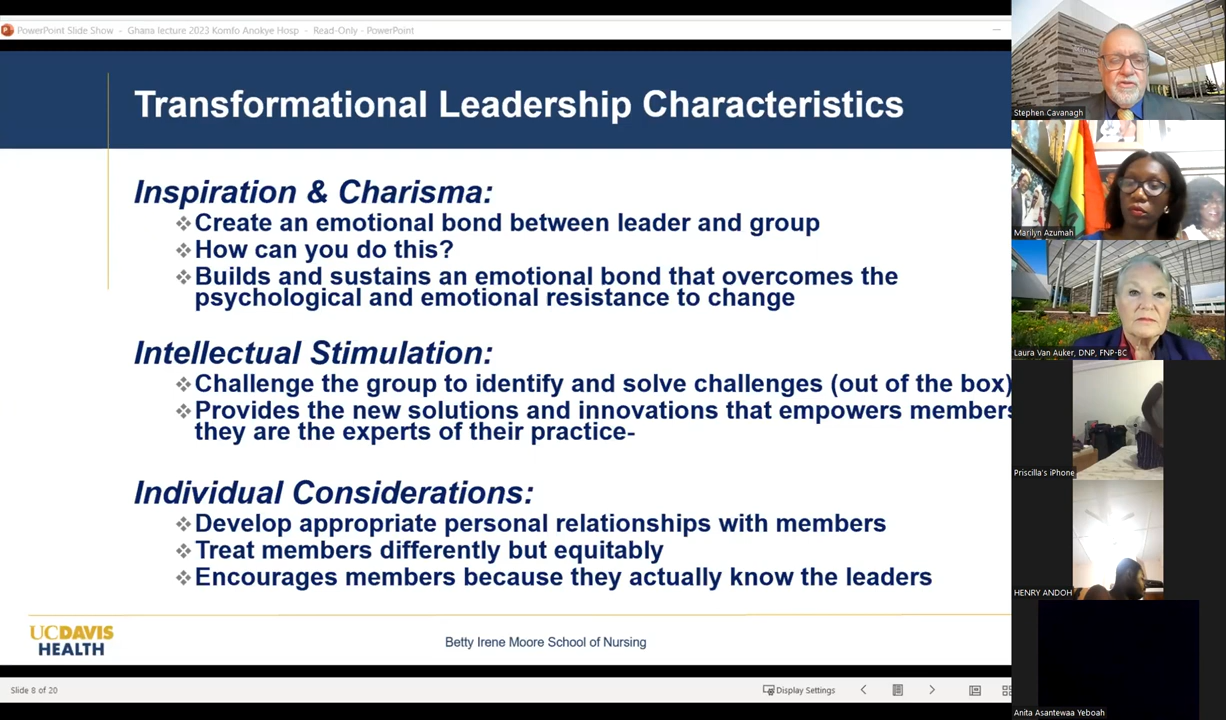 PowerPoint Slide Show - Ghana lecture 2023 Komfo Anokye Hosp - Read-Only - PowerPoint
Transformational Leadership Characteristics
Inspiration & Charisma:
Create an emotional bond between leader and group
How can you do this?
Builds and sustains an emotional bond that overcomes the
psychological and emotional resistance to change
Intellectual Stimulation:
Challenge the group to identify and solve challenges (out of the box)
Provides the new solutions and innovations that empowers members
they are the experts of their practice-
Individual Considerations:
Develop appropriate personal relationships with members
Treat members differently but equitably
Encourages members because they actually know the leaders
UCDAVIS
HEALTH
Betty Irene Moore School of Nursing
Slide 8 of 20
Display Settings
Stephen Cavanagh
Marilyn Azumah
Laura Van Auker, DNP, FNP-BC
Priscilla's iPhone
HENRY ANDOH
Anita Asantewaa Yeboah